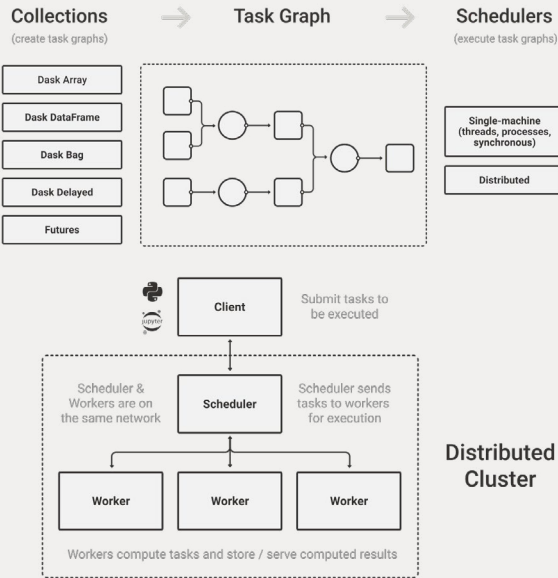 Collections
(create task graphs)
Task Graph
Schedulers
(execute task graphs)
Dask Array
Dask DataFrame
Dask Bag
Dask Delayed
Futures
Single-machine
(threads, processes,
synchronous)
Distributed
jupyter
Client
Submit tasks to
be executed
Scheduler &
Workers are on
the same network
Scheduler
Scheduler sends
tasks to workers
for execution
Worker
Worker
Worker
Workers compute tasks and store / serve computed results
Distributed
Cluster